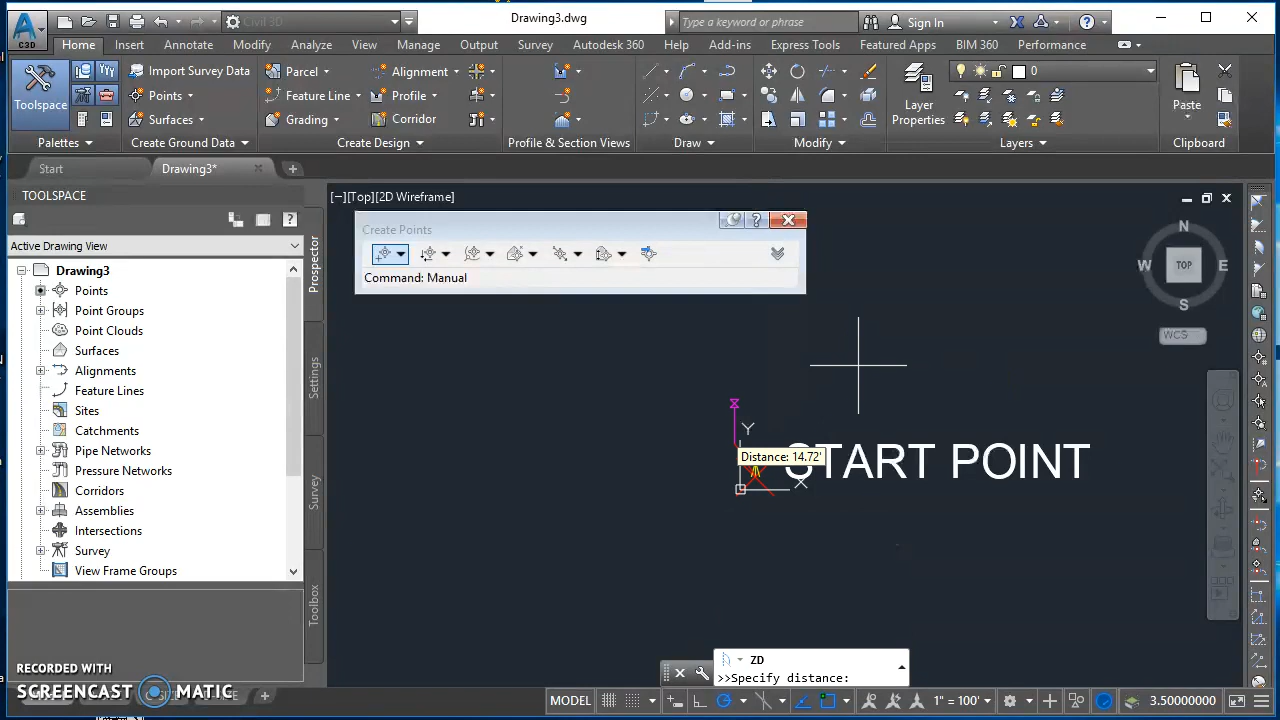 Civil 3D
Drawing3.dwg
Type a keyword or phrase
Sign In
C3D
Home
Insert
Annotate
Modify
Analyze
View
Manage
Output
Survey
Autodesk 360
Help
Add-ins
Express Tools
Featured Apps
BIM 360
Performance
Toolspace
Import Survey Data
Points
Surfaces
Parcel
Feature Line
Grading
Alignment
Profile
Corridor
Layer
Properties
0
Paste
Palettes
Create Ground Data
Create Design
Profile & Section Views
Draw
Modify
Layers
Clipboard
Start
Drawing3*
TOOLSPACE
Active Drawing View
Drawing3
Points
Point Groups
Point Clouds
Surfaces
Alignments
Feature Lines
Sites
Catchments
Pipe Networks
Pressure Networks
Corridors
Assemblies
Intersections
Survey
View Frame Groups
Prospector
Settings
Survey
Toolbox
[−][Top][2D Wireframe]
Create Points
Command: Manual
N
W
TOP
E
S
WCS
Y
X
Distance: 14.72'
START POINT
ZD
>>Specify distance:
RECORDED WITH
SCREENCAST MATIC
MODEL
1" = 100'
3.50000000